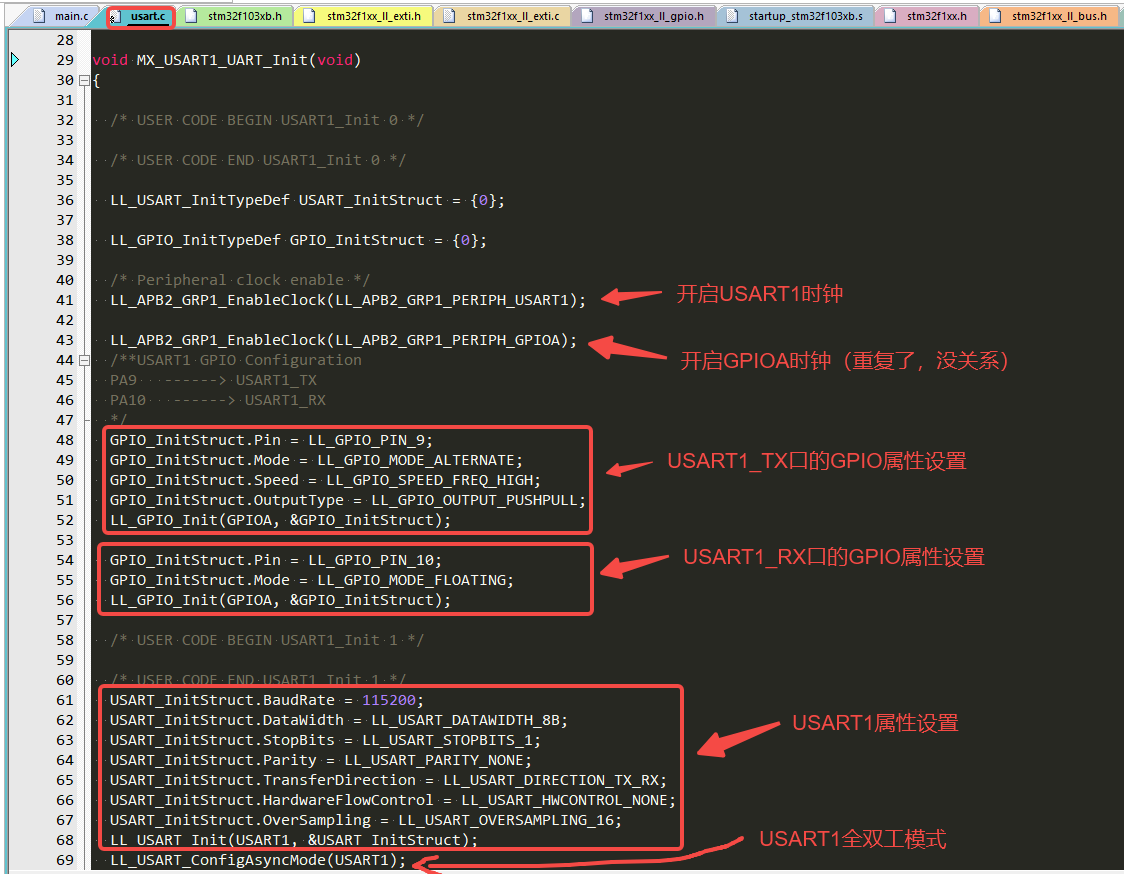 main.c usart.c stm32f103xb.h stm32f1xx_ll_exti.h stm32f1xx_ll_exti.c stm32f1xx_ll_gpio.h startup_stm32f103xb.s stm32f1xx.h stm32f1xx_ll_bus.h
28
29 void MX_USART1_UART_Init(void)
30 {
31
32 /* USER CODE BEGIN USART1_Init 0 */
33
34 /* USER CODE END USART1_Init 0 */
35
36 LL_USART_InitTypeDef USART_InitStruct = {0};
37
38 LL_GPIO_InitTypeDef GPIO_InitStruct = {0};
39
40 /* Peripheral clock enable */
41 LL_APB2_GRP1_EnableClock(LL_APB2_GRP1_PERIPH_USART1); 开启USART1时钟
42
43 LL_APB2_GRP1_EnableClock(LL_APB2_GRP1_PERIPH_GPIOA);
44 /**USART1 GPIO Configuration 开启GPIOA时钟（重复了，没关系）
45 PA9 ------> USART1_TX
46 PA10 ------> USART1_RX
47 */
48 GPIO_InitStruct.Pin = LL_GPIO_PIN_9;
49 GPIO_InitStruct.Mode = LL_GPIO_MODE_ALTERNATE; USART1_TX口的GPIO属性设置
50 GPIO_InitStruct.Speed = LL_GPIO_SPEED_FREQ_HIGH;
51 GPIO_InitStruct.OutputType = LL_GPIO_OUTPUT_PUSHPULL;
52 LL_GPIO_Init(GPIOA, &GPIO_InitStruct);
53
54 GPIO_InitStruct.Pin = LL_GPIO_PIN_10; USART1_RX口的GPIO属性设置
55 GPIO_InitStruct.Mode = LL_GPIO_MODE_FLOATING;
56 LL_GPIO_Init(GPIOA, &GPIO_InitStruct);
57
58 /* USER CODE BEGIN USART1_Init 1 */
59
60 /* USER CODE END USART1_Init 1 */
61 USART_InitStruct.BaudRate = 115200;
62 USART_InitStruct.DataWidth = LL_USART_DATAWIDTH_8B; USART1属性设置
63 USART_InitStruct.StopBits = LL_USART_STOPBITS_1;
64 USART_InitStruct.Parity = LL_USART_PARITY_NONE;
65 USART_InitStruct.TransferDirection = LL_USART_DIRECTION_TX_RX;
66 USART_InitStruct.HardwareFlowControl = LL_USART_HWCONTROL_NONE;
67 USART_InitStruct.OverSampling = LL_USART_OVERSAMPLING_16;
68 LL_USART_Init(USART1, &USART_InitStruct); USART1全双工模式
69 LL_USART_ConfigAsyncMode(USART1);